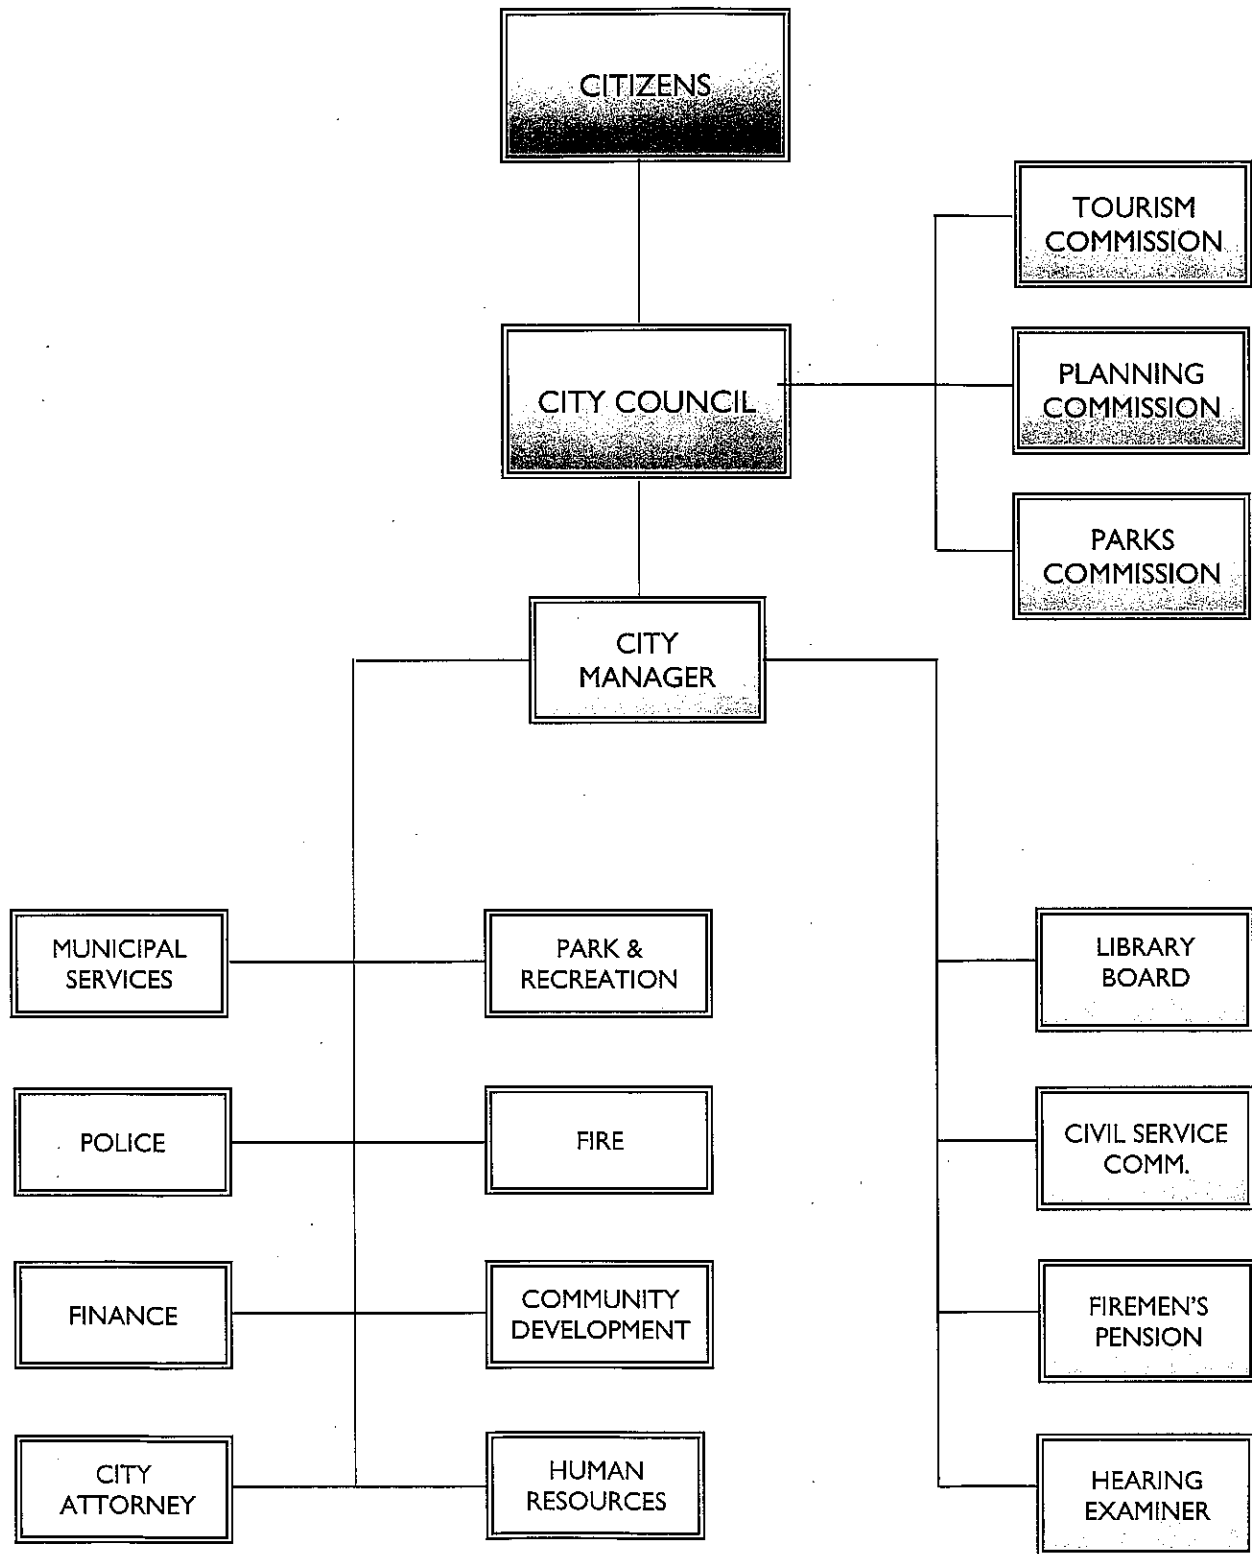 CITIZENS
TOURISM
COMMISSION
CITY COUNCIL
PLANNING
COMMISSION
PARKS
COMMISSION
CITY
MANAGER
MUNICIPAL
SERVICES
PARK &
RECREATION
LIBRARY
BOARD
POLICE
FIRE
CIVIL SERVICE
COMM.
FINANCE
COMMUNITY
DEVELOPMENT
FIREMEN'S
PENSION
CITY
ATTORNEY
HUMAN
RESOURCES
HEARING
EXAMINER